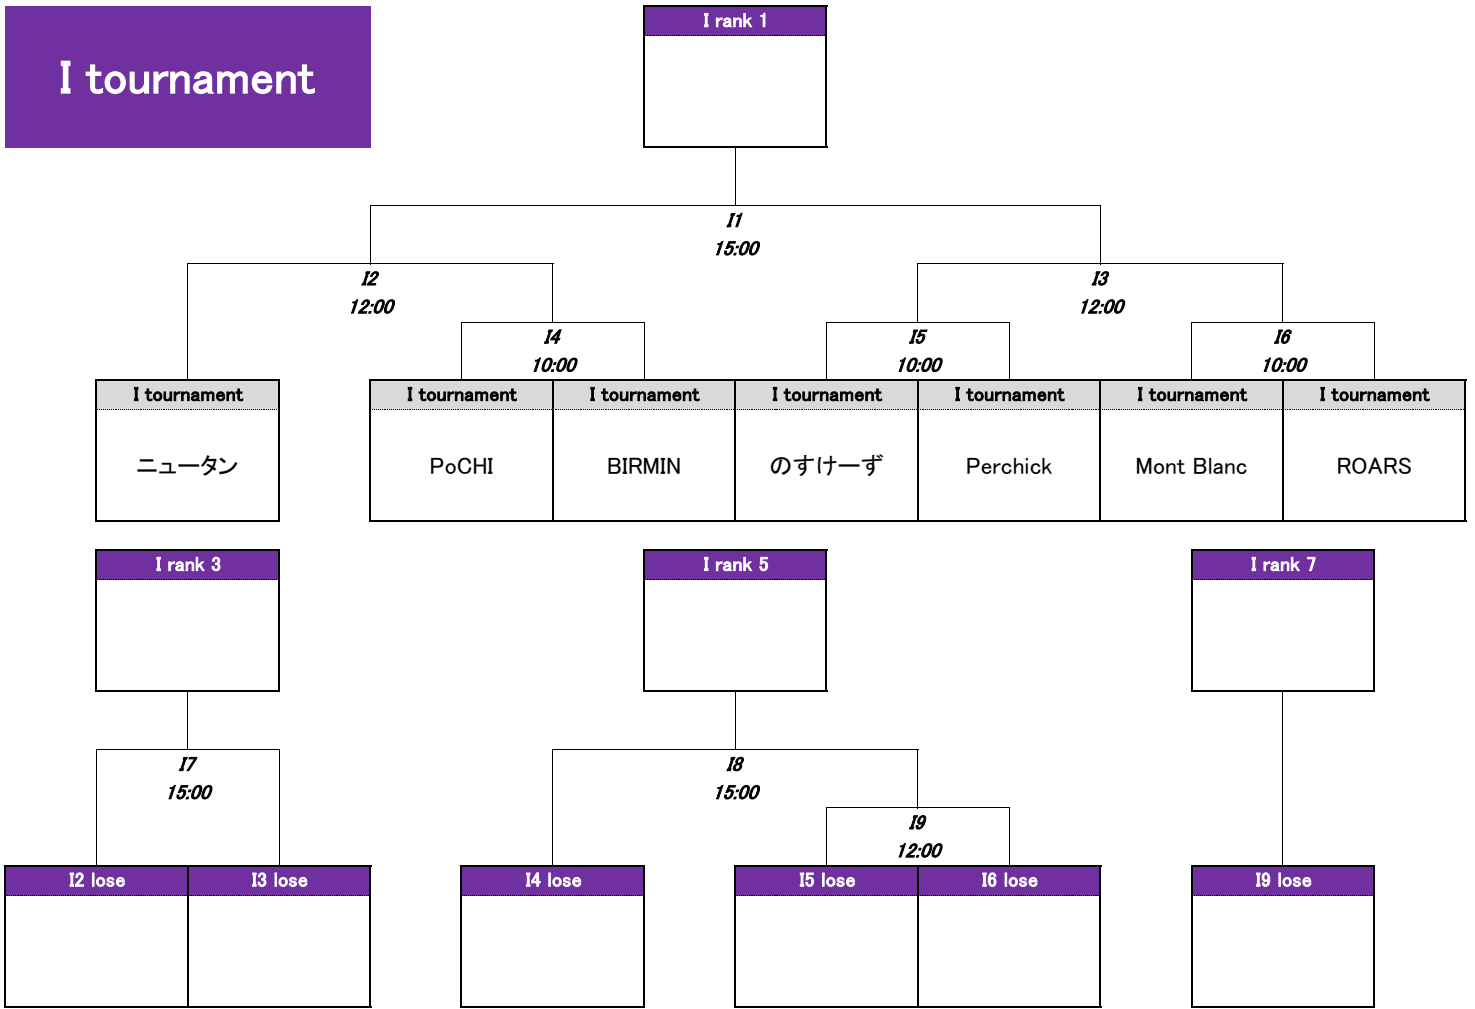 I tournament
I rank 1
I1
15:00
I2
12:00
I3
12:00
I4
10:00
I5
10:00
I6
10:00
I tournament
I tournament
I tournament
I tournament
I tournament
I tournament
I tournament
ニュータン
PoCHI
BIRMIN
のすけーず
Perchick
Mont Blanc
ROARS
I rank 3
I rank 5
I rank 7
I7
15:00
I8
15:00
I9
12:00
I2 lose
I3 lose
I4 lose
I5 lose
I6 lose
I9 lose